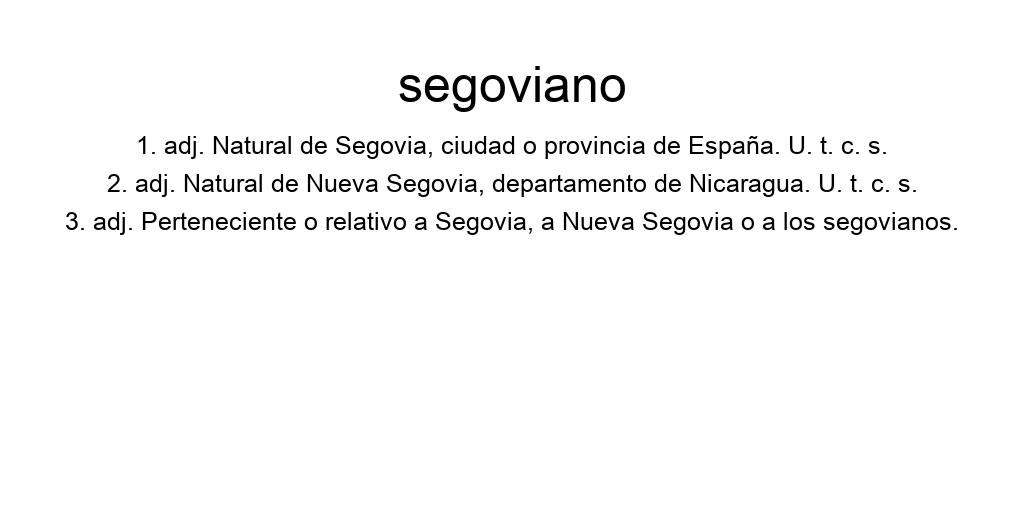 segoviano
1. adj. Natural de Segovia, ciudad o provincia de España. U. t. c. s.
2. adj. Natural de Nueva Segovia, departamento de Nicaragua. U. t. c. s.
3. adj. Perteneciente o relativo a Segovia, a Nueva Segovia o a los segovianos.